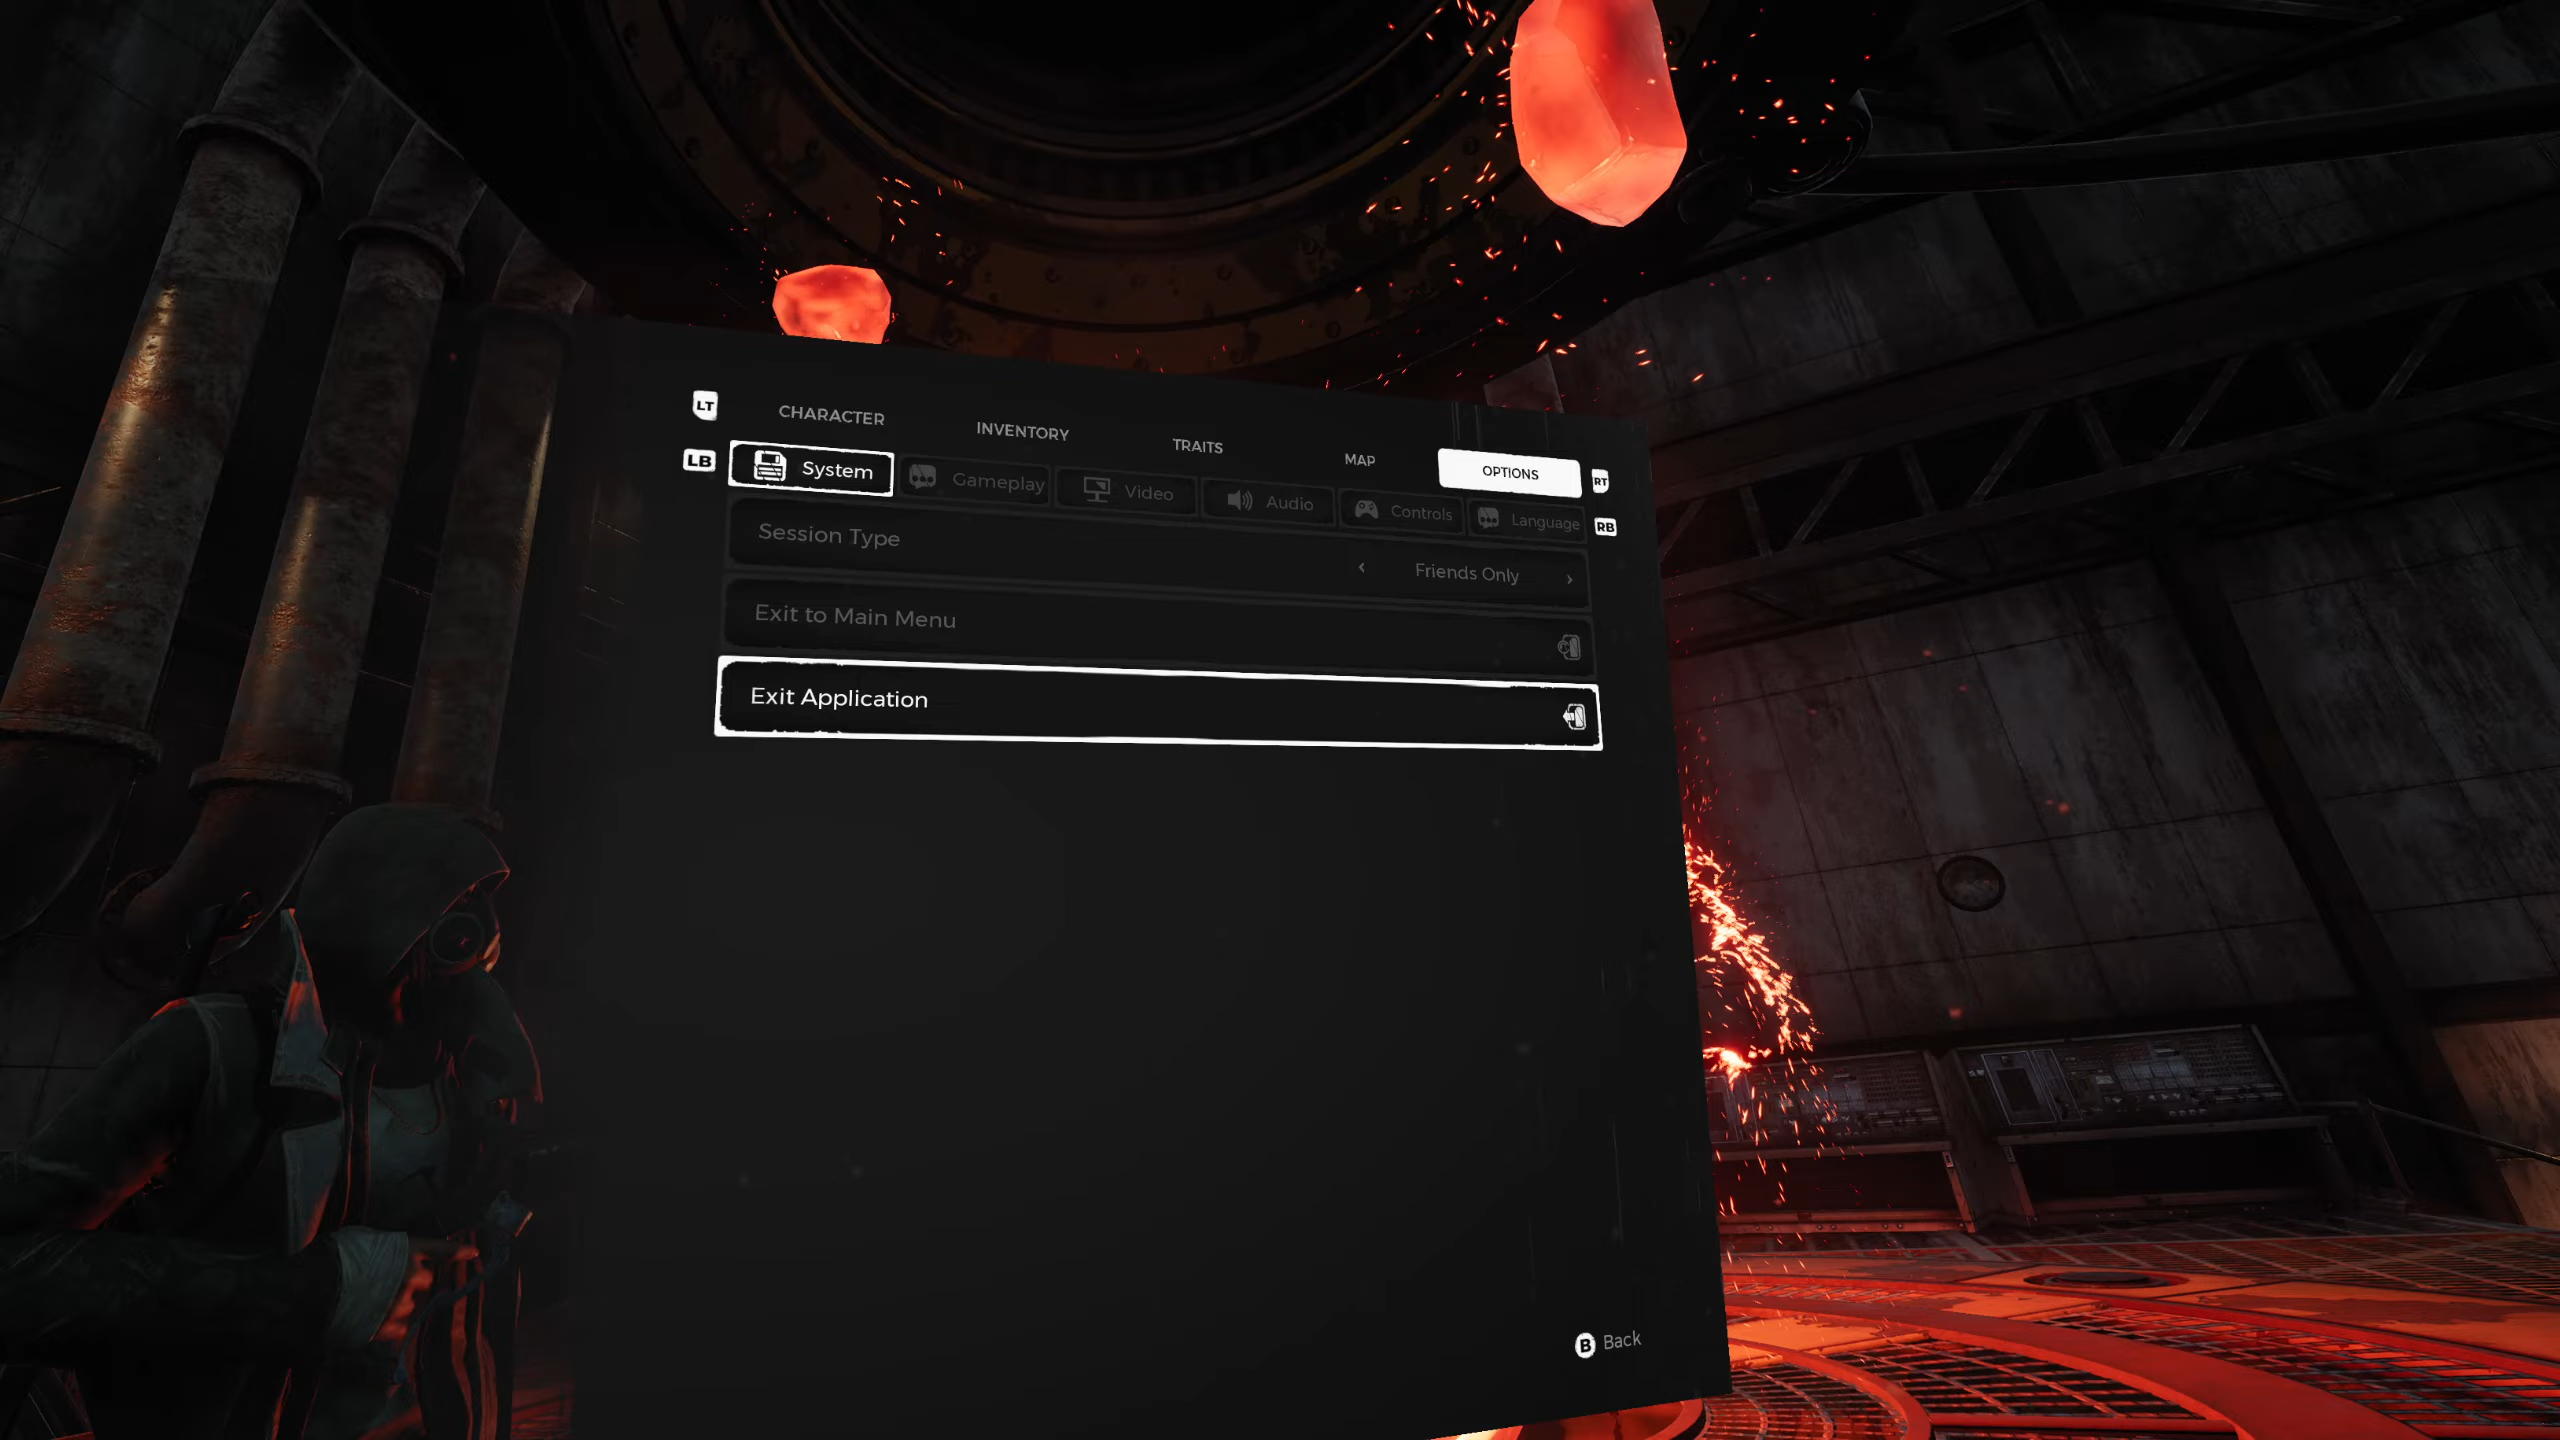 LT
CHARACTER
INVENTORY
TRAITS
MAP
OPTIONS
RT
LB
System
Gameplay
Video
Audio
Controls
Language
RB
Session Type
Friends Only
Exit to Main Menu
Exit Application
B Back